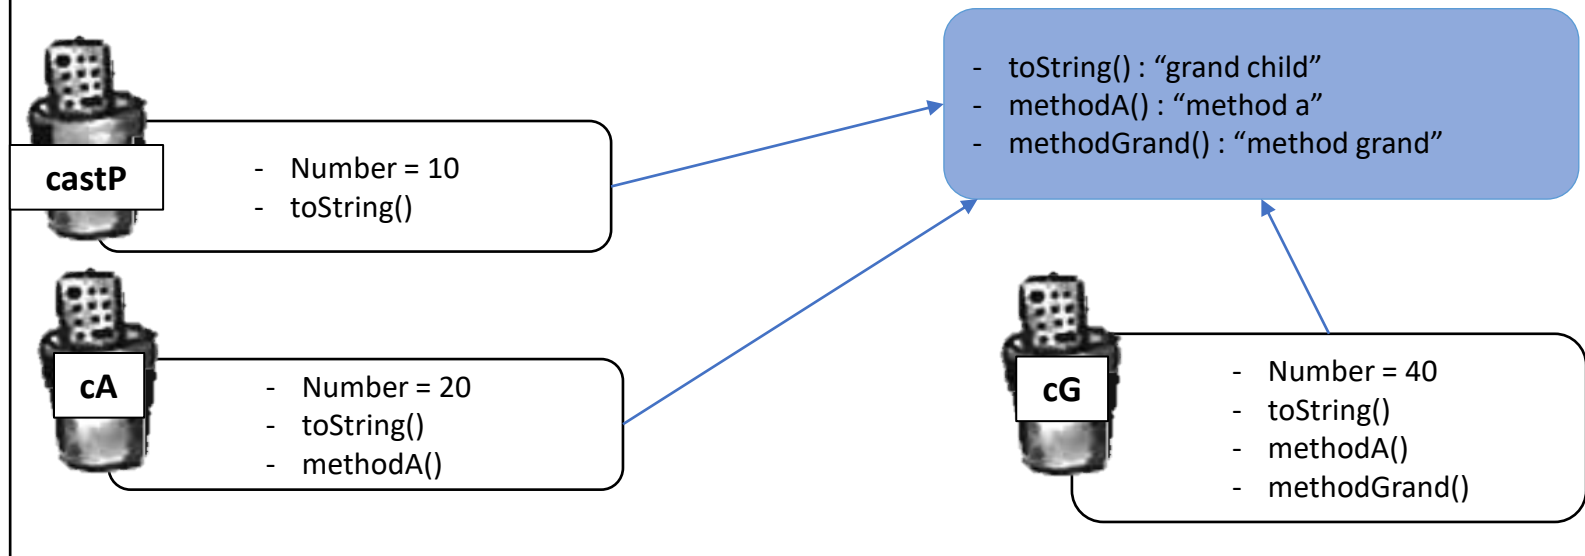 - toString() : “grand child”
- methodA() : “method a”
- methodGrand() : “method grand”
castP
- Number = 10
- toString()
cA
- Number = 20
- toString()
- methodA()
cG
- Number = 40
- toString()
- methodA()
- methodGrand()